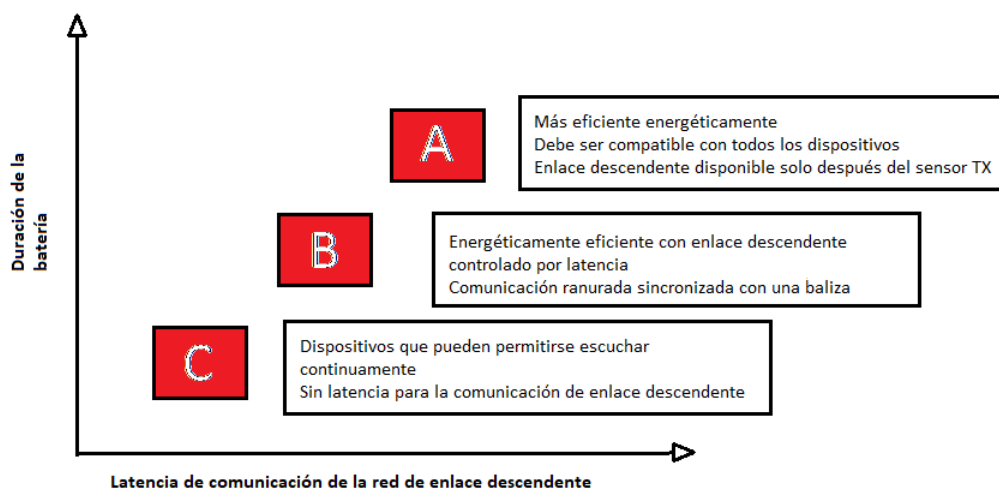 A
Más eficiente energéticamente
Debe ser compatible con todos los dispositivos
Enlace descendente disponible solo después del sensor TX
Duración de la
batería
B
Energéticamente eficiente con enlace descendente
controlado por latencia
Comunicación ranurada sincronizada con una baliza
C
Dispositivos que pueden permitirse escuchar
continuamente
Sin latencia para la comunicación de enlace descendente
Latencia de comunicación de la red de enlace descendente